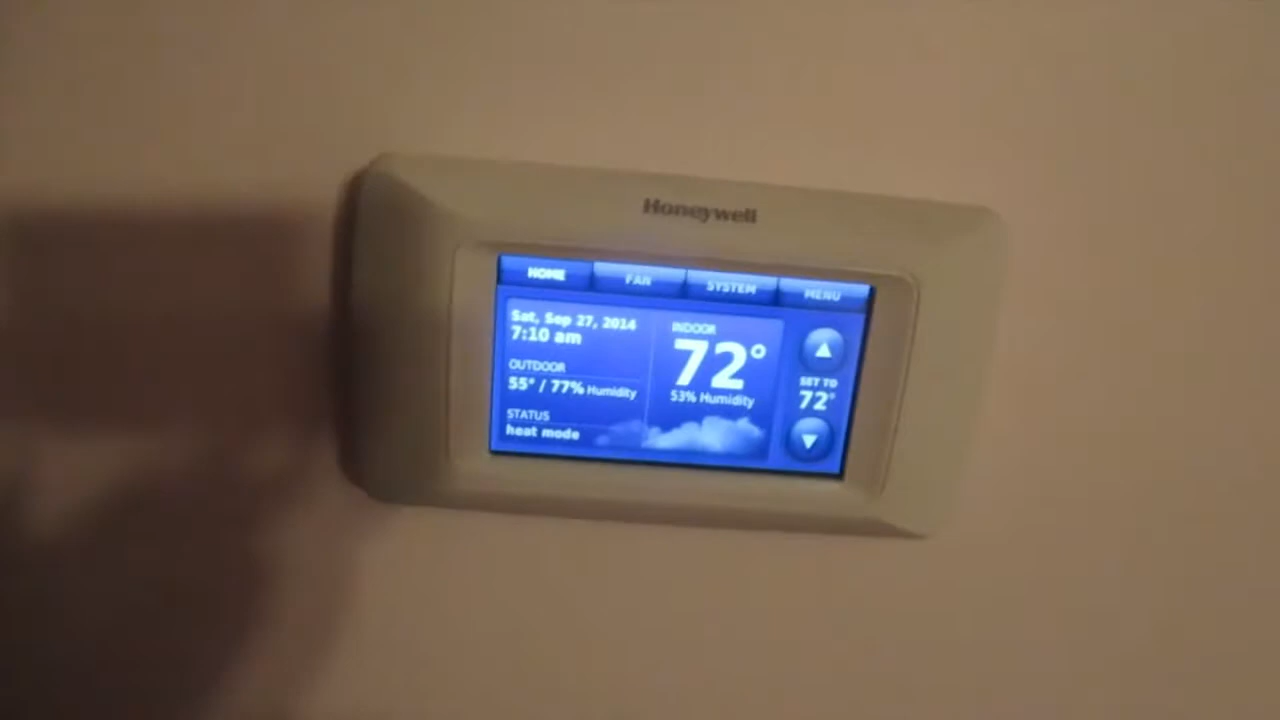 Honeywell
HOME
FAN
SYSTEM
MENU
Sat, Sep 27, 2014
7:10 am
OUTDOOR
55° / 77% Humidity
STATUS
heat mode
INDOOR
72°
53% Humidity
SET TO
72°